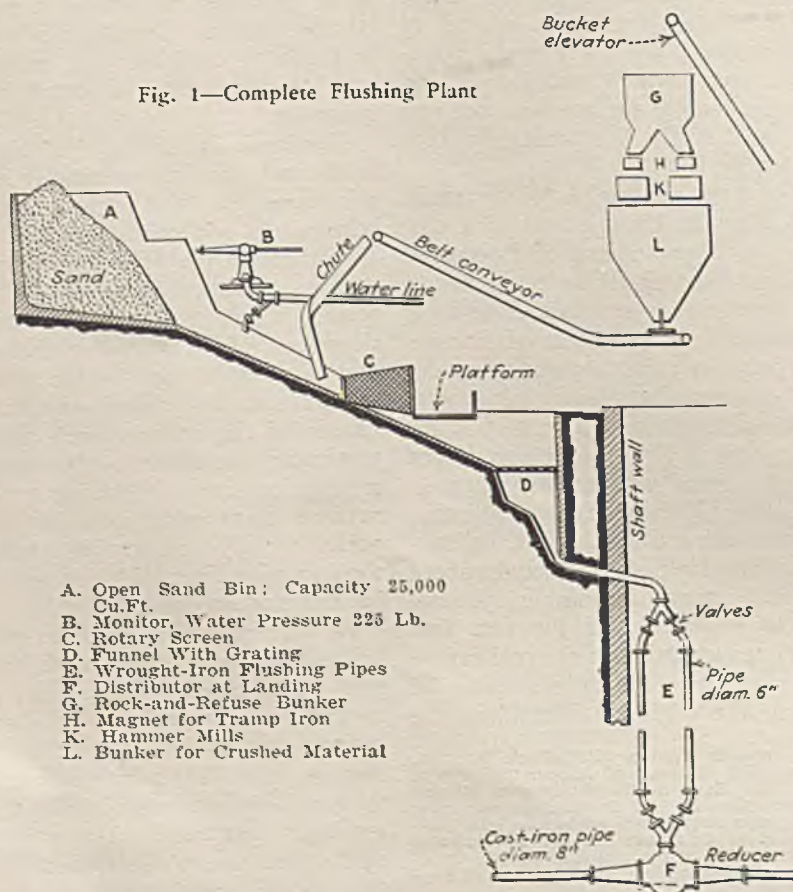 Bucket
elevator
Fig. 1—Complete Flushing Plant
G
H
K
A
B
L
Sand
Chute
Belt conveyor
Water line
C
Platform
D
Shaft wall
A. Open Sand Bin: Capacity 25,000
Cu.Ft.
B. Monitor, Water Pressure 225 Lb.
C. Rotary Screen
D. Funnel With Grating
E. Wrought-Iron Flushing Pipes
F. Distributor at Landing
G. Rock-and-Refuse Bunker
H. Magnet for Tramp Iron
K. Hammer Mills
L. Bunker for Crushed Material
Valves
E
Pipe
diam. 6"
Cast-iron pipe
diam. 8"
F
Reducer